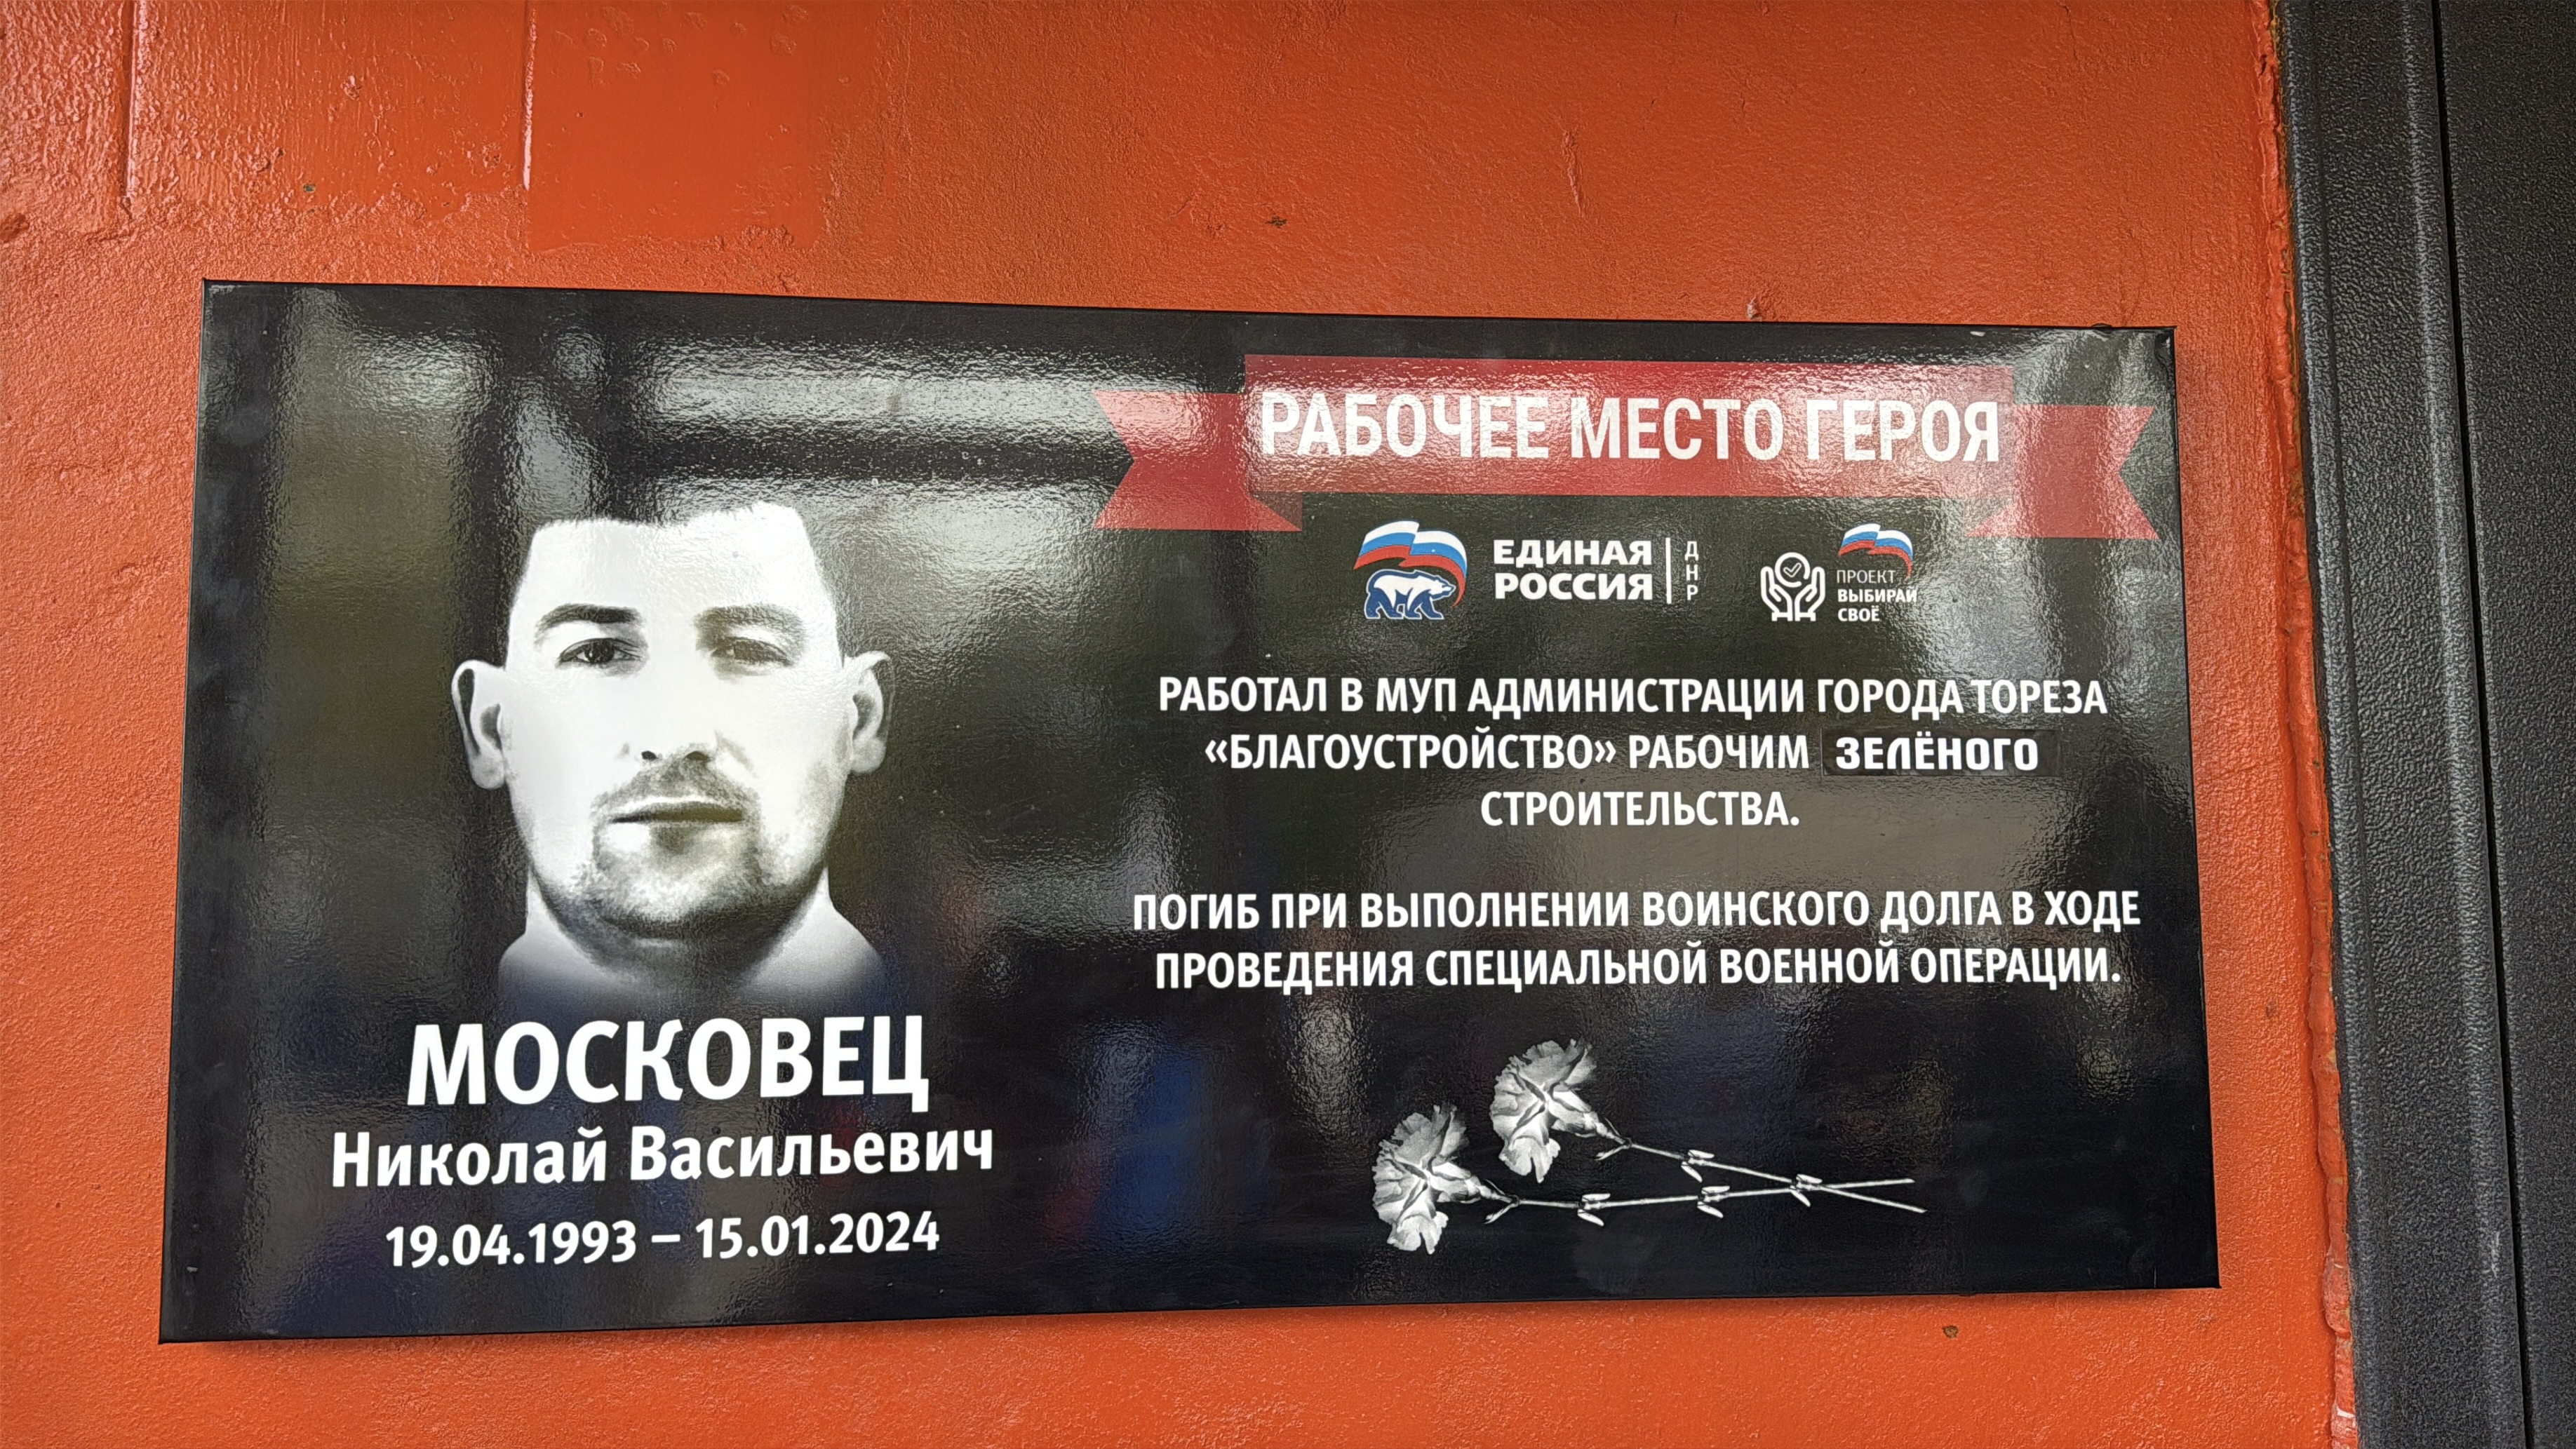 РАБОЧЕЕ МЕСТО ГЕРОЯ
ЕДИНАЯ
РОССИЯ
ДНР
ПРОЕКТ
ВЫБИРАЙ
СВОЁ
РАБОТАЛ В МУП АДМИНИСТРАЦИИ ГОРОДА ТОРЕЗА
«БЛАГОУСТРОЙСТВО» РАБОЧИМ ЗЕЛЁНОГО
СТРОИТЕЛЬСТВА.
ПОГИБ ПРИ ВЫПОЛНЕНИИ ВОИНСКОГО ДОЛГА В ХОДЕ
ПРОВЕДЕНИЯ СПЕЦИАЛЬНОЙ ВОЕННОЙ ОПЕРАЦИИ.
МОСКОВЕЦ
Николай Васильевич
19.04.1993 – 15.01.2024